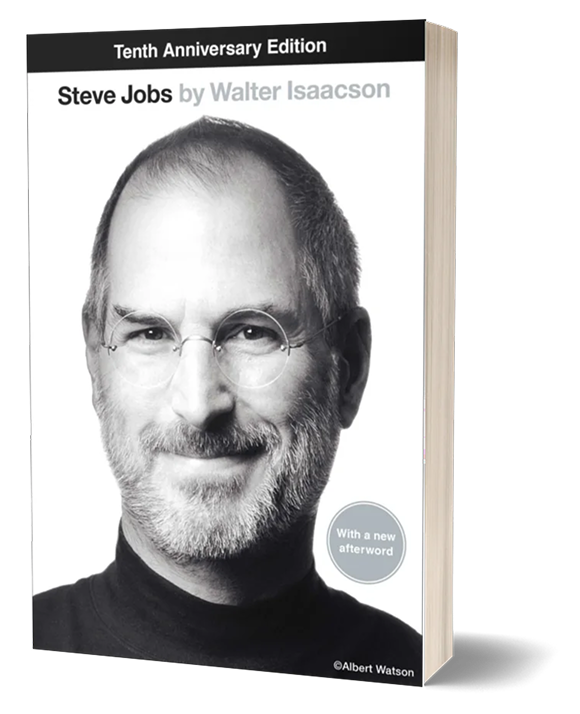 Tenth Anniversary Edition
Steve Jobs by Walter Isaacson
With a new
afterword
©Albert Watson